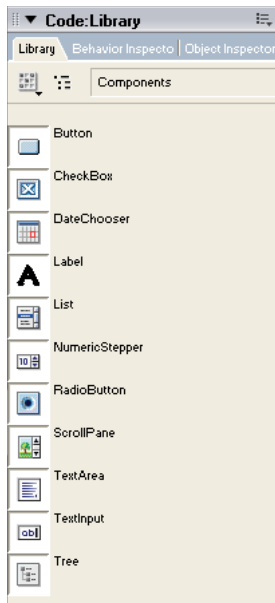 Code:Library
Library Behavior Inspecto Object Inspector
Components
Button
CheckBox
DateChooser
Label
List
NumericStepper
RadioButton
ScrollPane
TextArea
TextInput
Tree